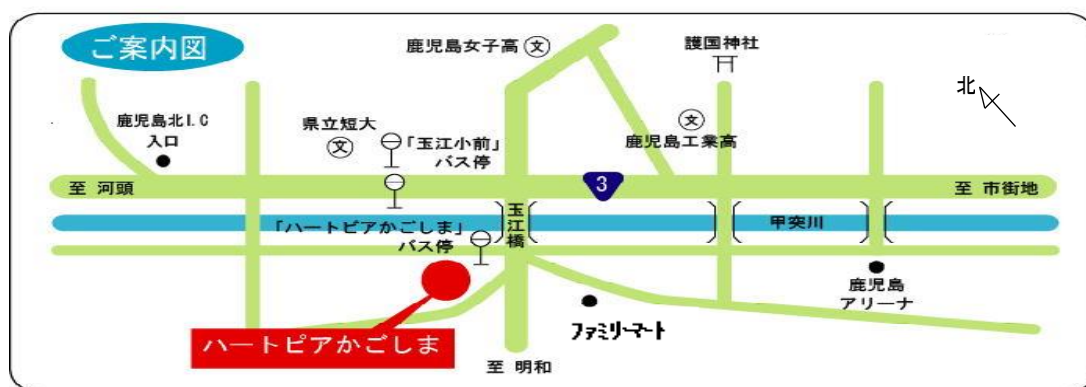 ご案内図
鹿児島女子高
文
護国神社
北
鹿児島北I.C
入口
県立短大
文
「玉江小前」
バス停
文
鹿児島工業高
至 河頭
3
至 市街地
玉江橋
甲突川
「ハートピアかごしま」
バス停
鹿児島
アリーナ
ファミリーマート
ハートピアかごしま
至 明和